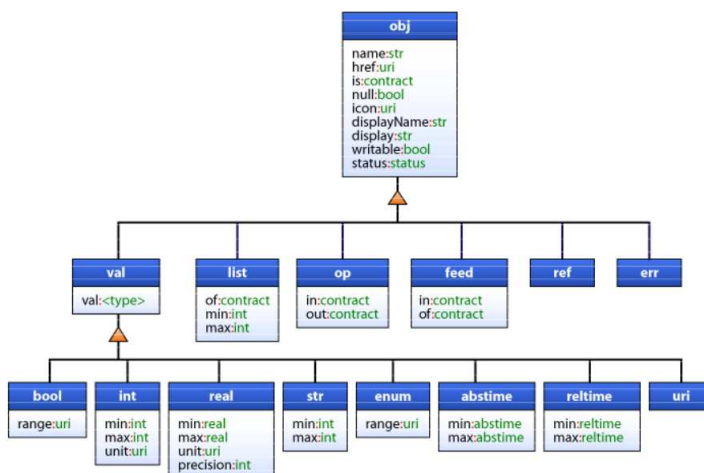 obj
name:str
href:uri
is:contract
null:bool
icon:uri
displayName:str
display:str
writable:bool
status:status
val
val:<type>
list
of:contract
min:int
max:int
op
in:contract
out:contract
feed
in:contract
of:contract
ref
err
bool
range:uri
int
min:int
max:int
unit:uri
real
min:real
max:real
unit:uri
precision:int
str
min:int
max:int
enum
range:uri
abstime
min:abstime
max:abstime
reltime
min:reltime
max:reltime
uri